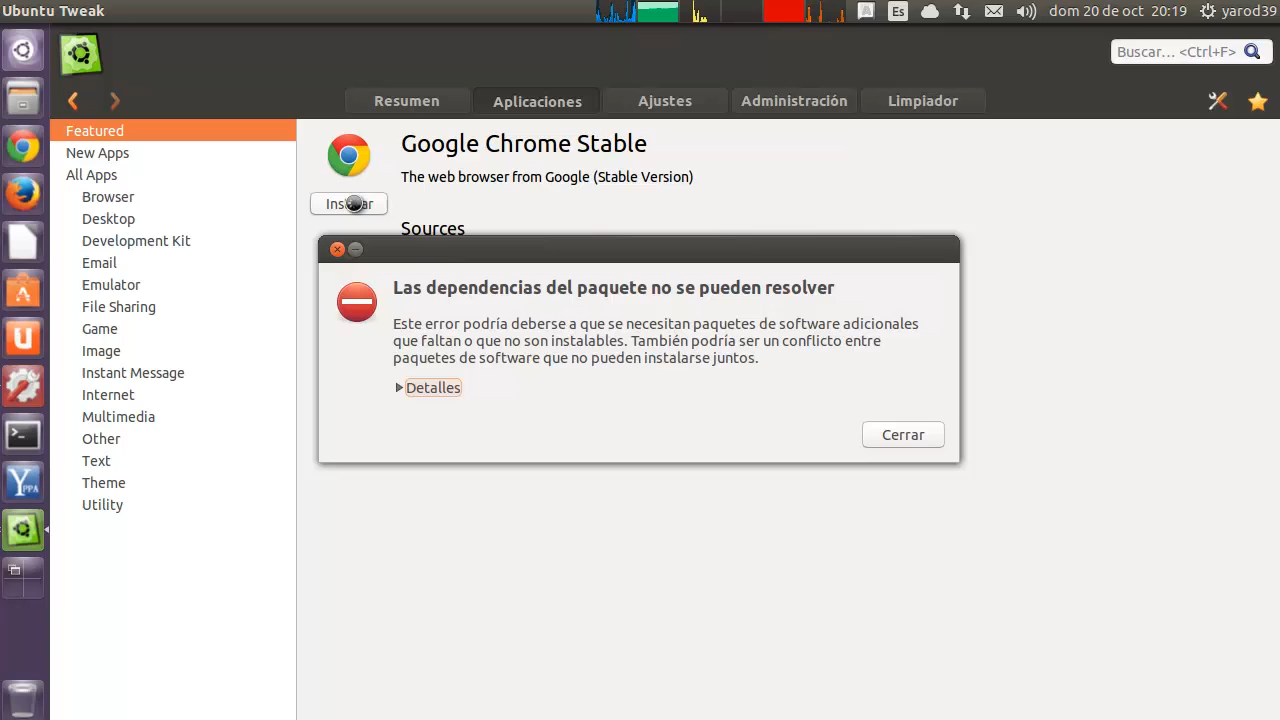 Ubuntu Tweak
A
Es
dom 20 de oct 20:19
yarod39
Buscar... <Ctrl+F>
Resumen
Aplicaciones
Ajustes
Administración
Limpiador
Featured
New Apps
All Apps
Browser
Desktop
Development Kit
Email
Emulator
File Sharing
Game
Image
Instant Message
Internet
Multimedia
Other
Text
Theme
Utility
Google Chrome Stable
The web browser from Google (Stable Version)
Sources
Las dependencias del paquete no se pueden resolver
Este error podría deberse a que se necesitan paquetes de software adicionales
que faltan o que no son instalables. También podría ser un conflicto entre
paquetes de software que no pueden instalarse juntos.
Detalles
Cerrar
Y PPA